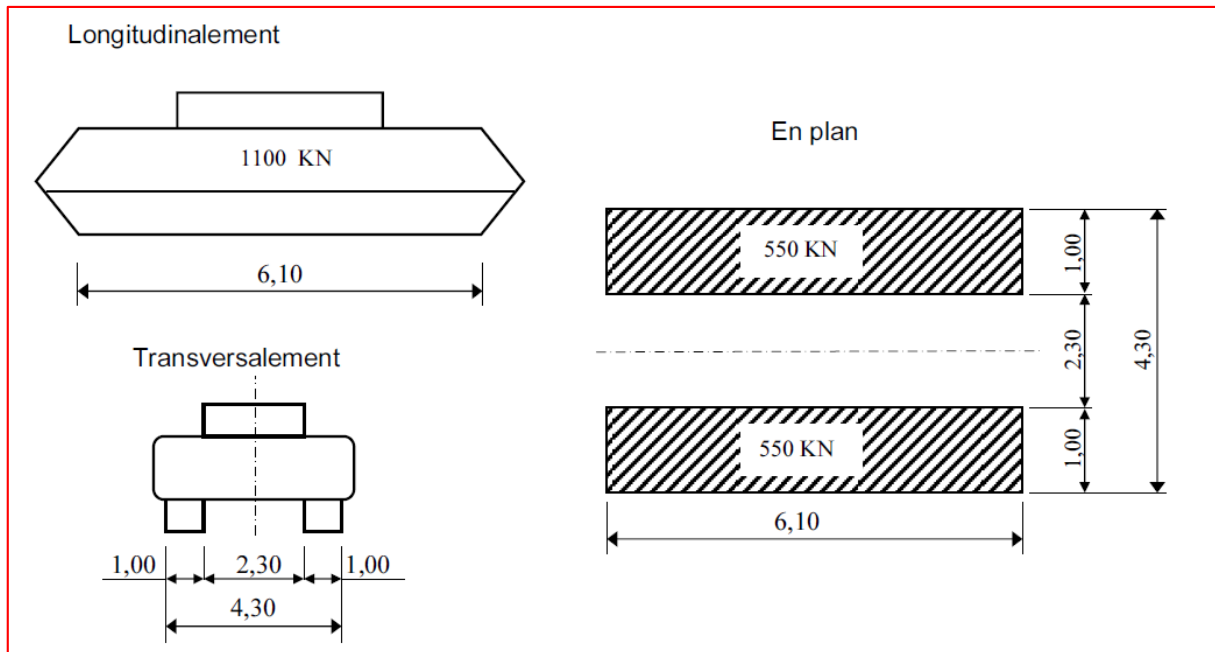 Longitudinalement
1100 KN
6,10
Transversalement
1,00 2,30 1,00
4,30
En plan
550 KN
1,00
2,30
4,30
550 KN
1,00
6,10